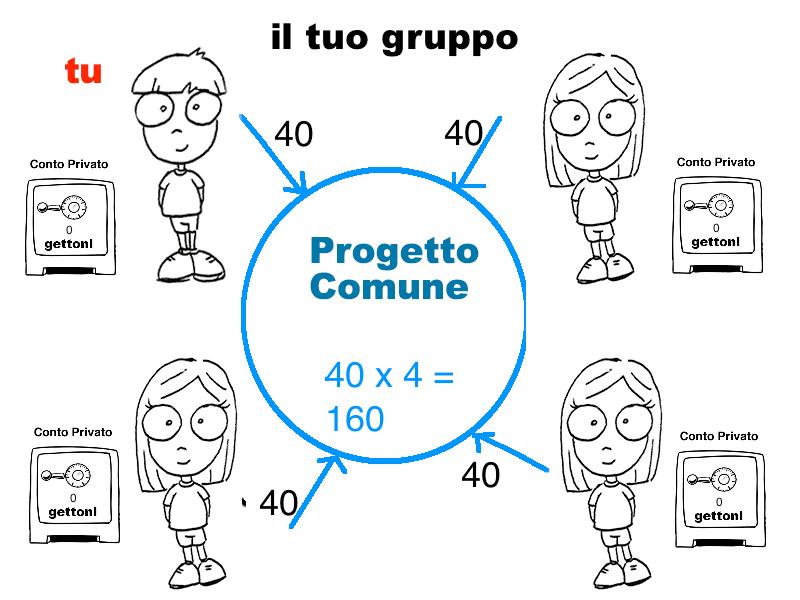 il tuo gruppo
tu
40
40
Conto Privato
0
gettoni
Conto Privato
0
gettoni
Progetto
Comune
40 x 4 =
160
Conto Privato
0
gettoni
40
40
Conto Privato
0
gettoni